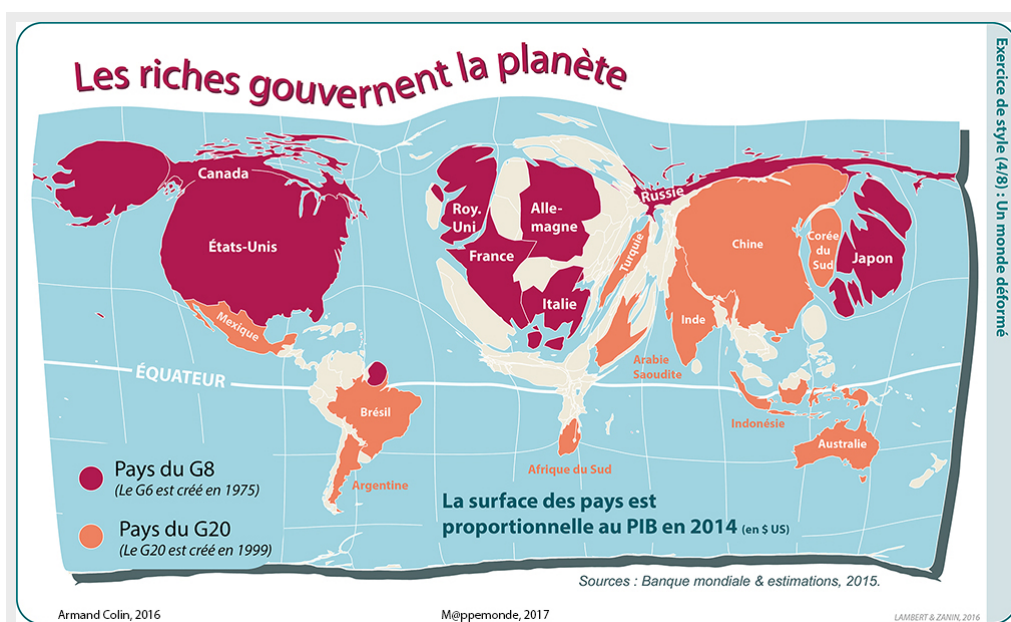 Les riches gouvernent la planète
Exercice de style (4/8) : Un monde déformé
Canada
États-Unis
Mexique
Roy.
Uni
Alle-
magne
France
Italie
Russie
Turquie
Chine
Corée
du
Sud
Japon
Inde
Arabie
Saoudite
ÉQUATEUR
Brésil
Indonésie
Australie
Afrique du Sud
Argentine
Pays du G8
(Le G6 est créé en 1975)
Pays du G20
(Le G20 est créé en 1999)
La surface des pays est
proportionnelle au PIB en 2014 (en $ US)
Sources : Banque mondiale & estimations, 2015.
Armand Colin, 2016
M@ppemonde, 2017
LAMBERT & ZANIN, 2016